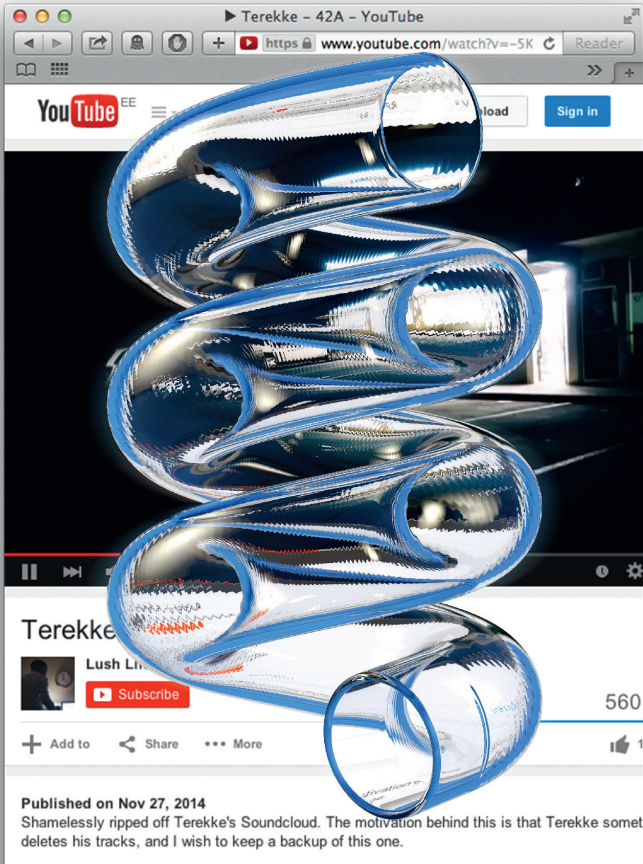 ▶ Terekke – 42A – YouTube
https www.youtube.com/watch?v=-5K Reader
YouTube EE
Sign in
Terekke
Lush
Subscribe
560
Add to Share More
Published on Nov 27, 2014
Shamelessly ripped off Terekke's Soundcloud. The motivation behind this is that Terekke somet
deletes his tracks, and I wish to keep a backup of this one.